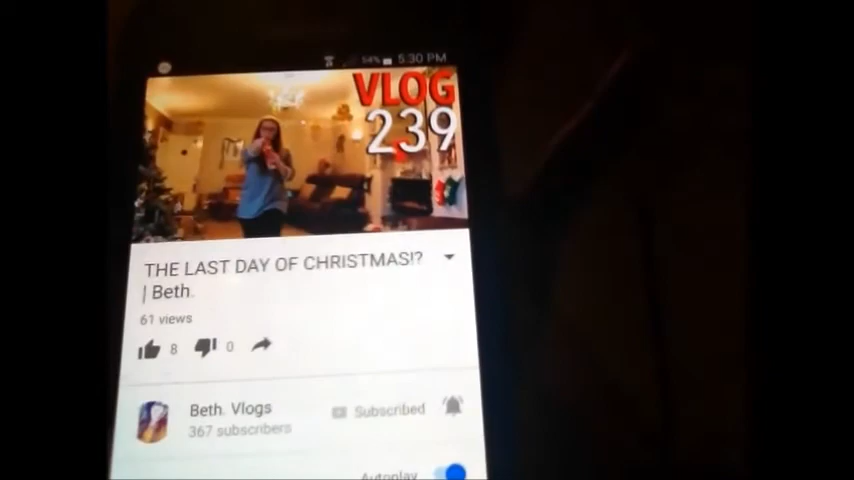 54% 5:30 PM
VLOG
239
THE LAST DAY OF CHRISTMAS!?
| Beth.
61 views
8 0
Beth. Vlogs
Subscribed
367 subscribers
Autoplay